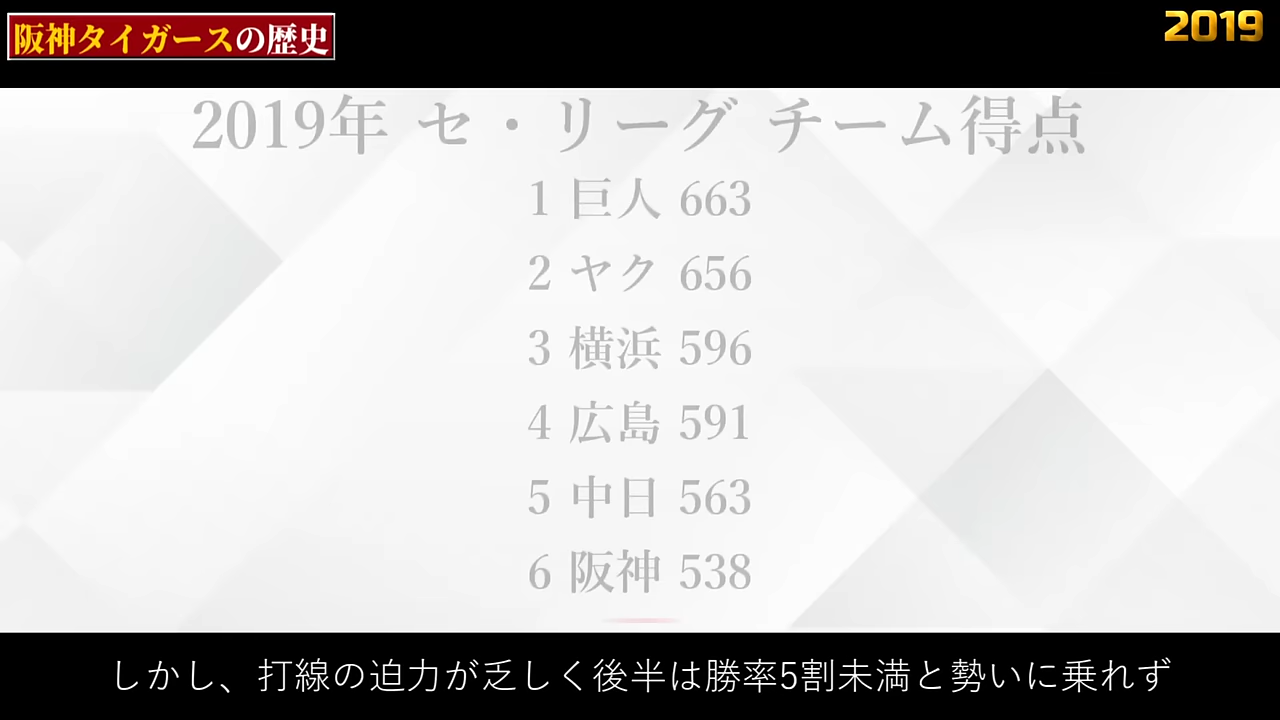 阪神タイガースの歴史
2019
2019年 セ・リーグ チーム得点
1 巨人 663
2 ヤク 656
3 横浜 596
4 広島 591
5 中日 563
6 阪神 538
しかし、打線の迫力が乏しく後半は勝率5割未満と勢いに乗れず